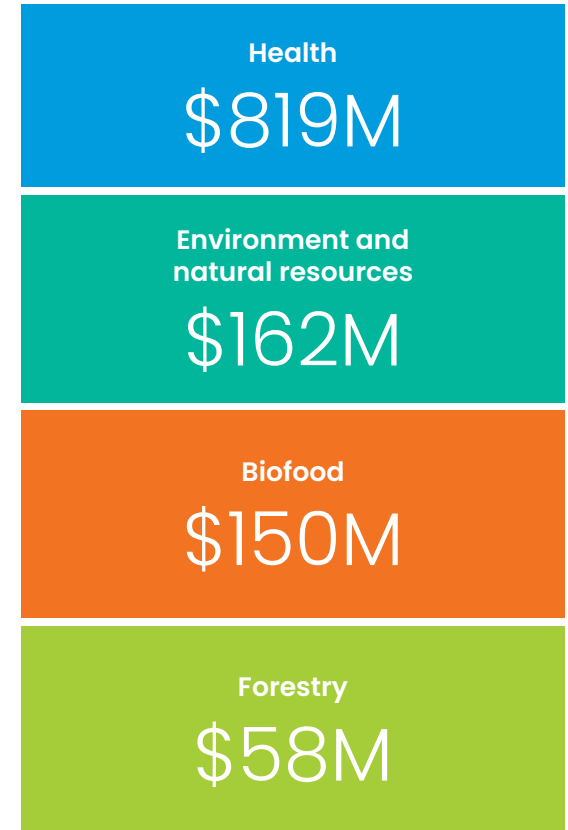 Health
$819M
Environment and
natural resources
$162M
Biofood
$150M
Forestry
$58M